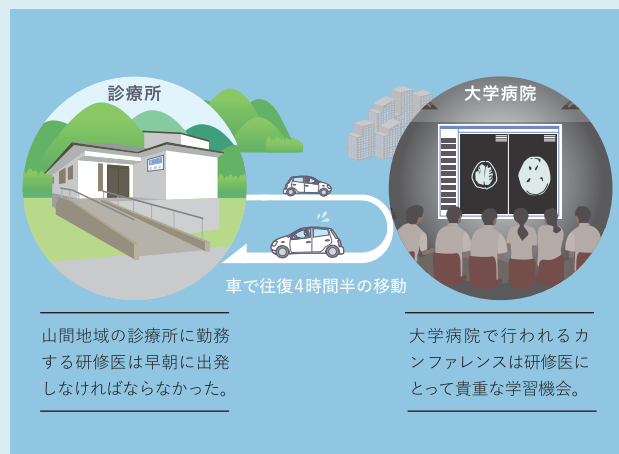 診療所
大学病院
車で往復4時間半の移動
山間地域の診療所に勤務
する研修医は早朝に出発
しなければならなかった。
大学病院で行われるカ
ンファレンスは研修医に
とって貴重な学習機会。